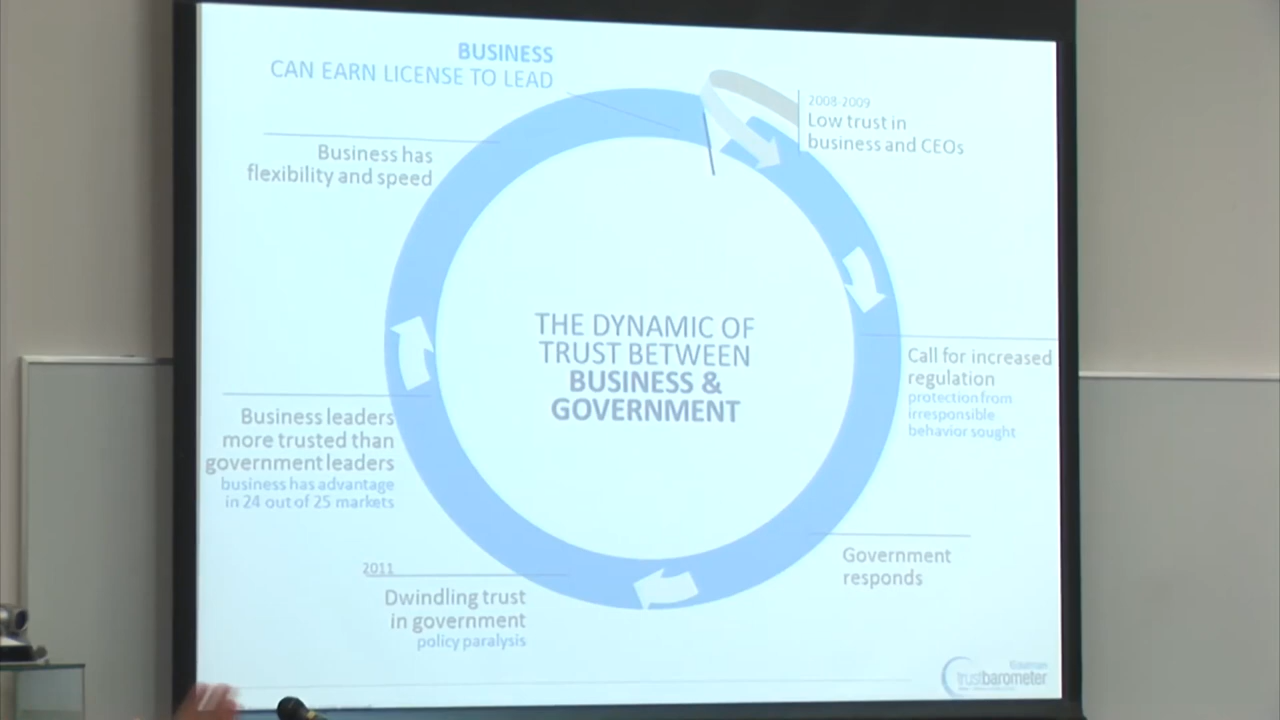 BUSINESS
CAN EARN LICENSE TO LEAD
2008-2009
Low trust in
business and CEOs
Business has
flexibility and speed
THE DYNAMIC OF
TRUST BETWEEN
BUSINESS &
GOVERNMENT
Call for increased
regulation
protection from
irresponsible
behavior sought
Business leaders
more trusted than
government leaders
business has advantage
in 24 out of 25 markets
Government
responds
2011
Dwindling trust
in government
policy paralysis
Edelman
trustbarometer